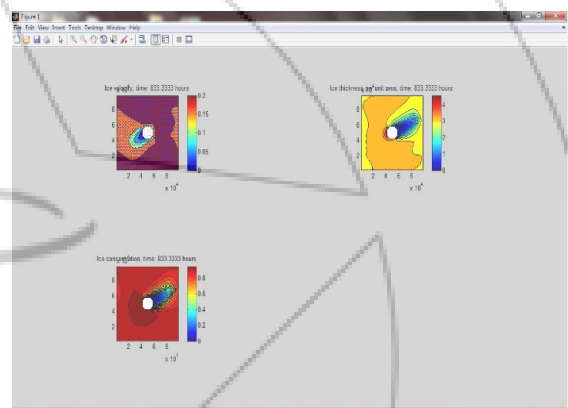 Figure 1
File Edit View Insert Tools Desktop Window Help
Ice velocity, time: 833.3333 hours
0.2
0.15
0.1
0.05
0
8
6
4
2
2 4 6 8
x 10⁴
Ice thickness per unit area, time: 833.3333 hours
4
3
2
1
0
8
6
4
2
2 4 6 8
x 10⁴
Ice concentration, time: 833.3333 hours
0.8
0.6
0.4
0.2
0
8
6
4
2
2 4 6 8
x 10⁴